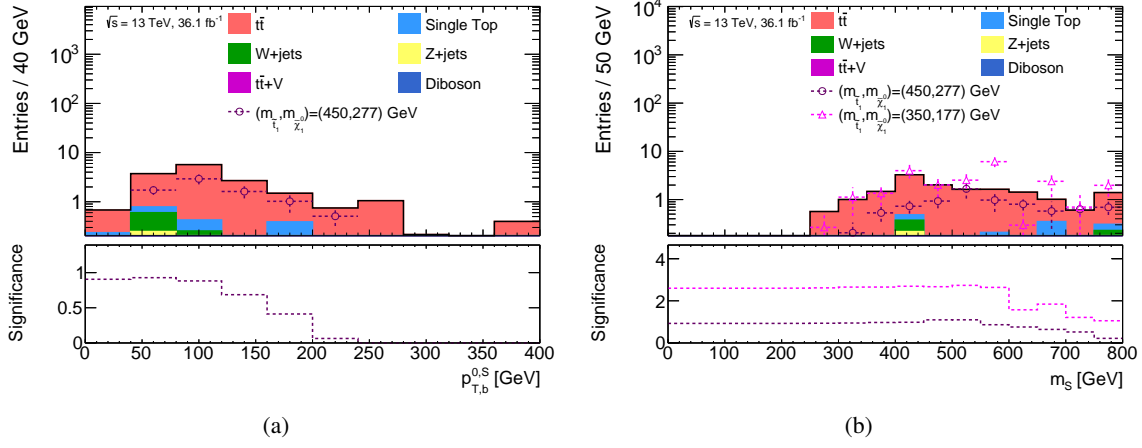 √s = 13 TeV, 36.1 fb⁻¹
tt̄
Single Top
W+jets
Z+jets
tt̄+V
Diboson
(m_t̃₁,m_χ̃₁⁰)=(450,277) GeV
Entries / 40 GeV
10³
10²
10
1
Significance
1
0.5
0
0 50 100 150 200 250 300 350 400
p_T,b^0,S [GeV]
(a)
√s = 13 TeV, 36.1 fb⁻¹
tt̄
Single Top
W+jets
Z+jets
tt̄+V
Diboson
(m_t̃₁,m_χ̃₁⁰)=(450,277) GeV
(m_t̃₁,m_χ̃₁⁰)=(350,177) GeV
Entries / 50 GeV
10⁴
10³
10²
10
1
Significance
4
2
0
0 100 200 300 400 500 600 700 800
m_S [GeV]
(b)